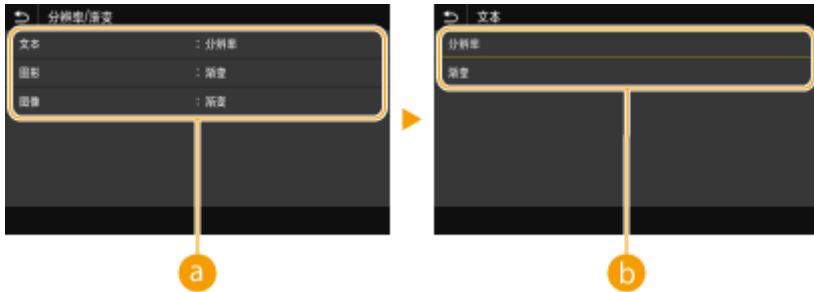 分辨率/渐变
文本 : 分辨率
图形 : 渐变
图像 : 渐变
a
文本
分辨率
渐变
b